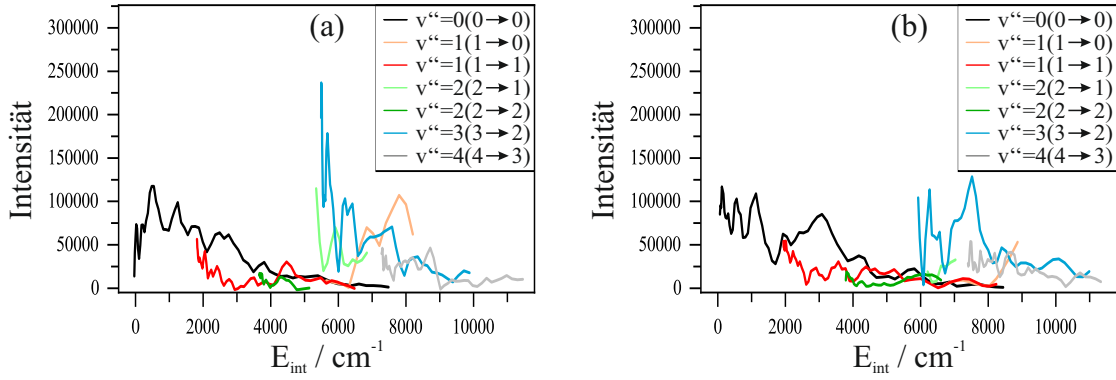 (a)
v“=0(0→0)
v“=1(1→0)
v“=1(1→1)
v“=2(2→1)
v“=2(2→2)
v“=3(3→2)
v“=4(4→3)
Intensität
300000
250000
200000
150000
100000
50000
0
0 2000 4000 6000 8000 10000
E_int / cm⁻¹
(b)
v“=0(0→0)
v“=1(1→0)
v“=1(1→1)
v“=2(2→1)
v“=2(2→2)
v“=3(3→2)
v“=4(4→3)
Intensität
300000
250000
200000
150000
100000
50000
0
0 2000 4000 6000 8000 10000
E_int / cm⁻¹